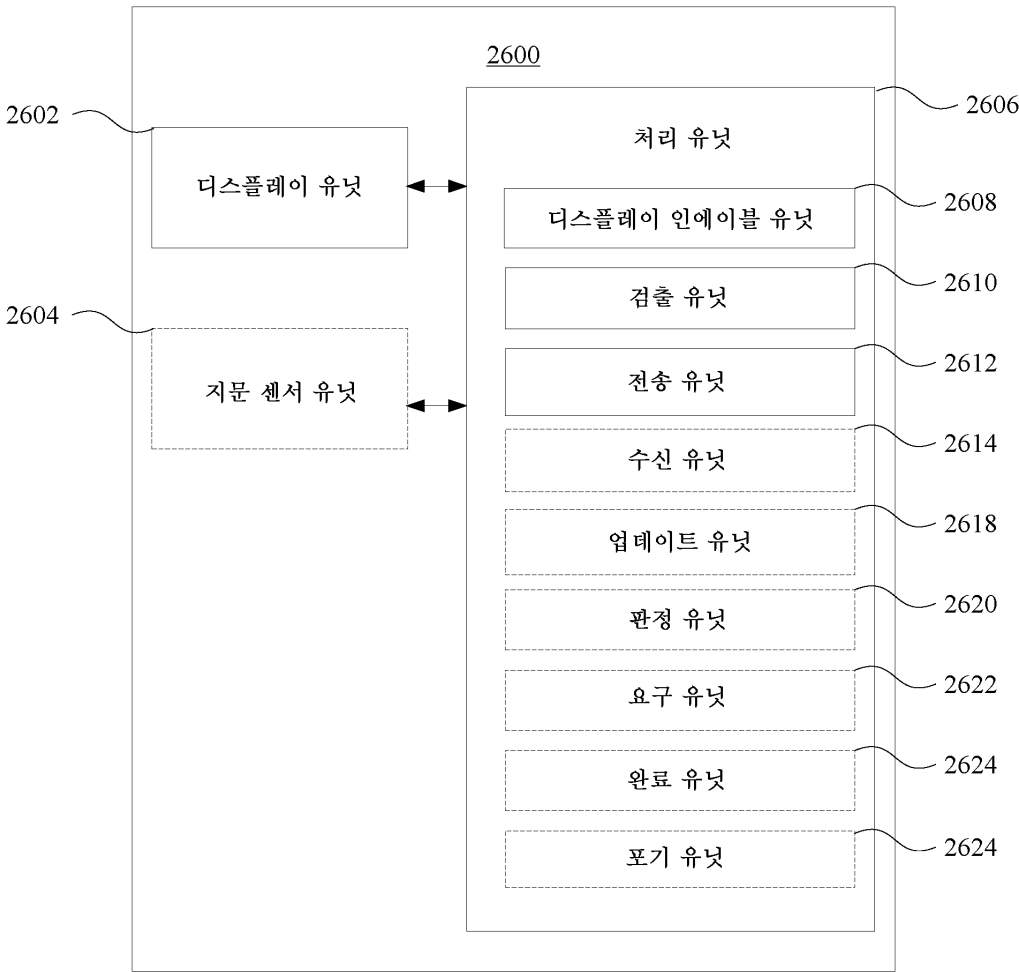 2600
2602
2606
처리 유닛
디스플레이 유닛
2608
디스플레이 인에이블 유닛
2610
검출 유닛
2604
2612
지문 센서 유닛
전송 유닛
2614
수신 유닛
2618
업데이트 유닛
2620
판정 유닛
2622
요구 유닛
2624
완료 유닛
2624
포기 유닛